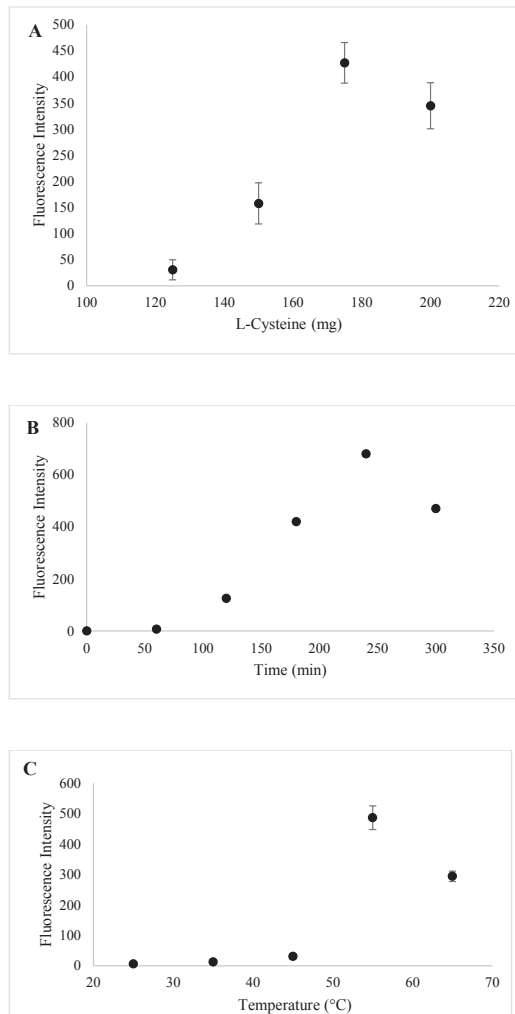 A
500
450
400
350
300
250
200
150
100
50
0
Fluorescence Intensity
100 120 140 160 180 200 220
L-Cysteine (mg)
B
800
600
400
200
0
Fluorescence Intensity
0 50 100 150 200 250 300 350
Time (min)
C
600
500
400
300
200
100
0
Fluorescence Intensity
20 30 40 50 60 70
Temperature (°C)